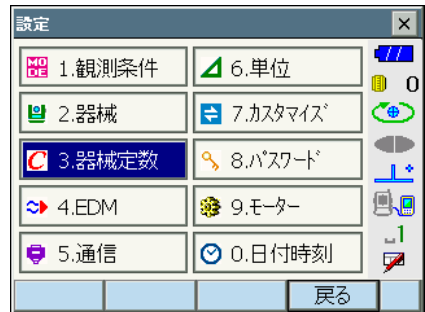 設定
MODE 1.観測条件
△ 6.単位
2.器械
7.ｶｽﾀﾏｲｽﾞ
C 3.器械定数
8.ﾊﾟｽﾜｰﾄﾞ
4.EDM
9.ﾓｰﾀｰ
5.通信
0.日付時刻
0
1
戻る